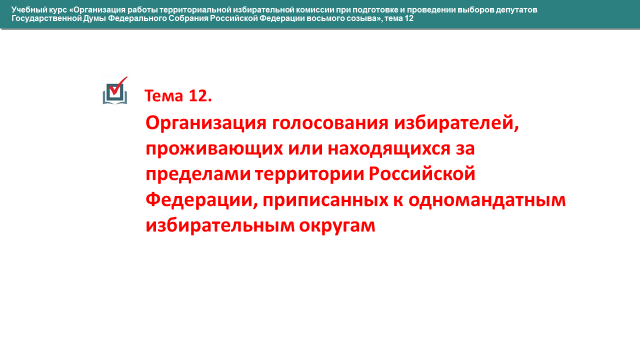 Учебный курс «Организация работы территориальной избирательной комиссии при подготовке и проведении выборов депутатов
Государственной Думы Федерального Собрания Российской Федерации восьмого созыва», тема 12
Тема 12.
Организация голосования избирателей,
проживающих или находящихся за
пределами территории Российской
Федерации, приписанных к одномандатным
избирательным округам